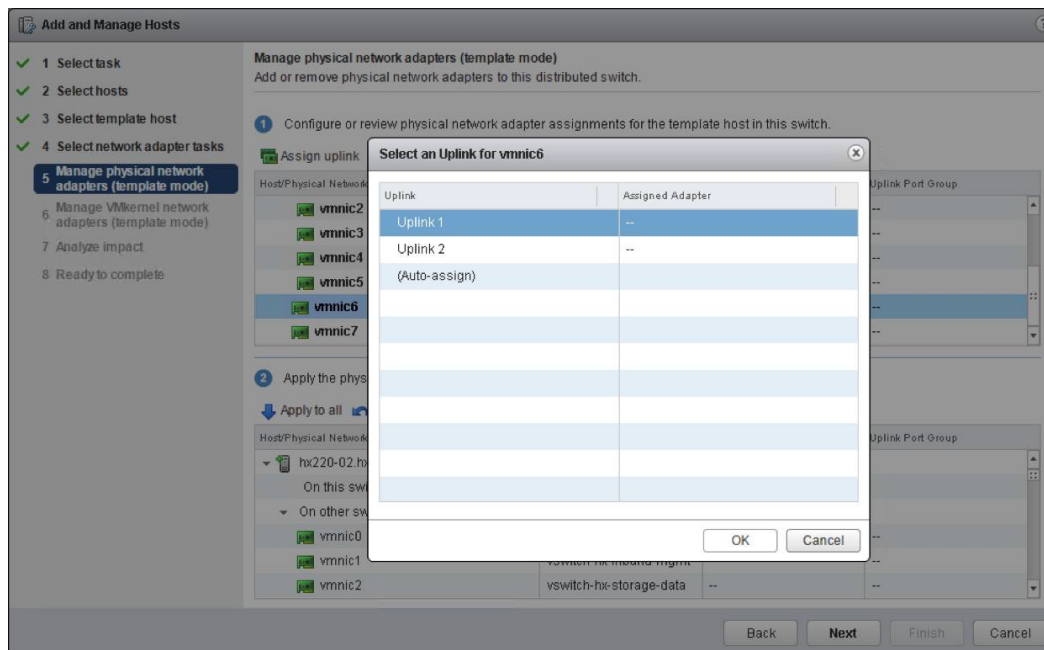 Add and Manage Hosts
1 Select task
2 Select hosts
3 Select template host
4 Select network adapter tasks
5 Manage physical network
adapters (template mode)
6 Manage VMkernel network
adapters (template mode)
7 Analyze impact
8 Ready to complete
Manage physical network adapters (template mode)
Add or remove physical network adapters to this distributed switch.
1 Configure or review physical network adapter assignments for the template host in this switch.
Assign uplink
Host/Physical Network
Uplink Port Group
vmnic2 --
vmnic3 --
vmnic4 --
vmnic5 --
vmnic6 --
vmnic7 --
Select an Uplink for vmnic6
Uplink Assigned Adapter
Uplink 1 --
Uplink 2 --
(Auto-assign)
OK Cancel
2 Apply the phys
Apply to all
Host/Physical Network
Uplink Port Group
hx220-02.hx
On this swi
On other sw
vmnic0 --
vmnic1 vswitch-hx-inband-mgmt --
vmnic2 vswitch-hx-storage-data -- --
Back Next Finish Cancel